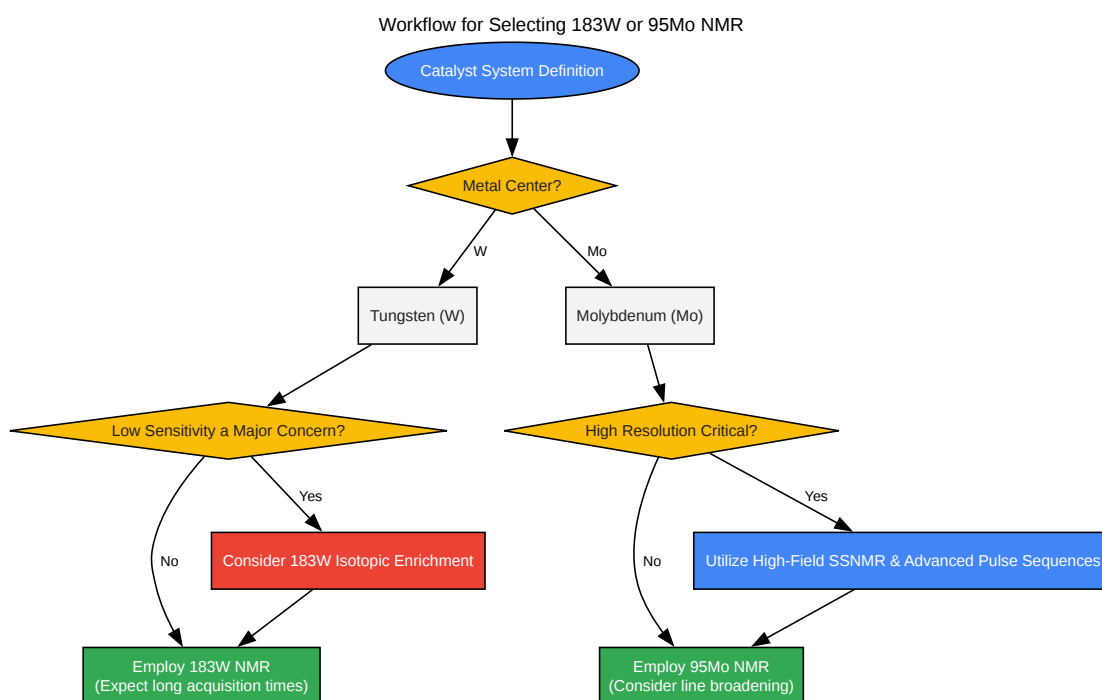 Workflow for Selecting 183W or 95Mo NMR
Catalyst System Definition
Metal Center?
W
Mo
Tungsten (W)
Molybdenum (Mo)
Low Sensitivity a Major Concern?
High Resolution Critical?
Yes
Yes
No
Consider 183W Isotopic Enrichment
No
Utilize High-Field SSNMR & Advanced Pulse Sequences
Employ 183W NMR
(Expect long acquisition times)
Employ 95Mo NMR
(Consider line broadening)